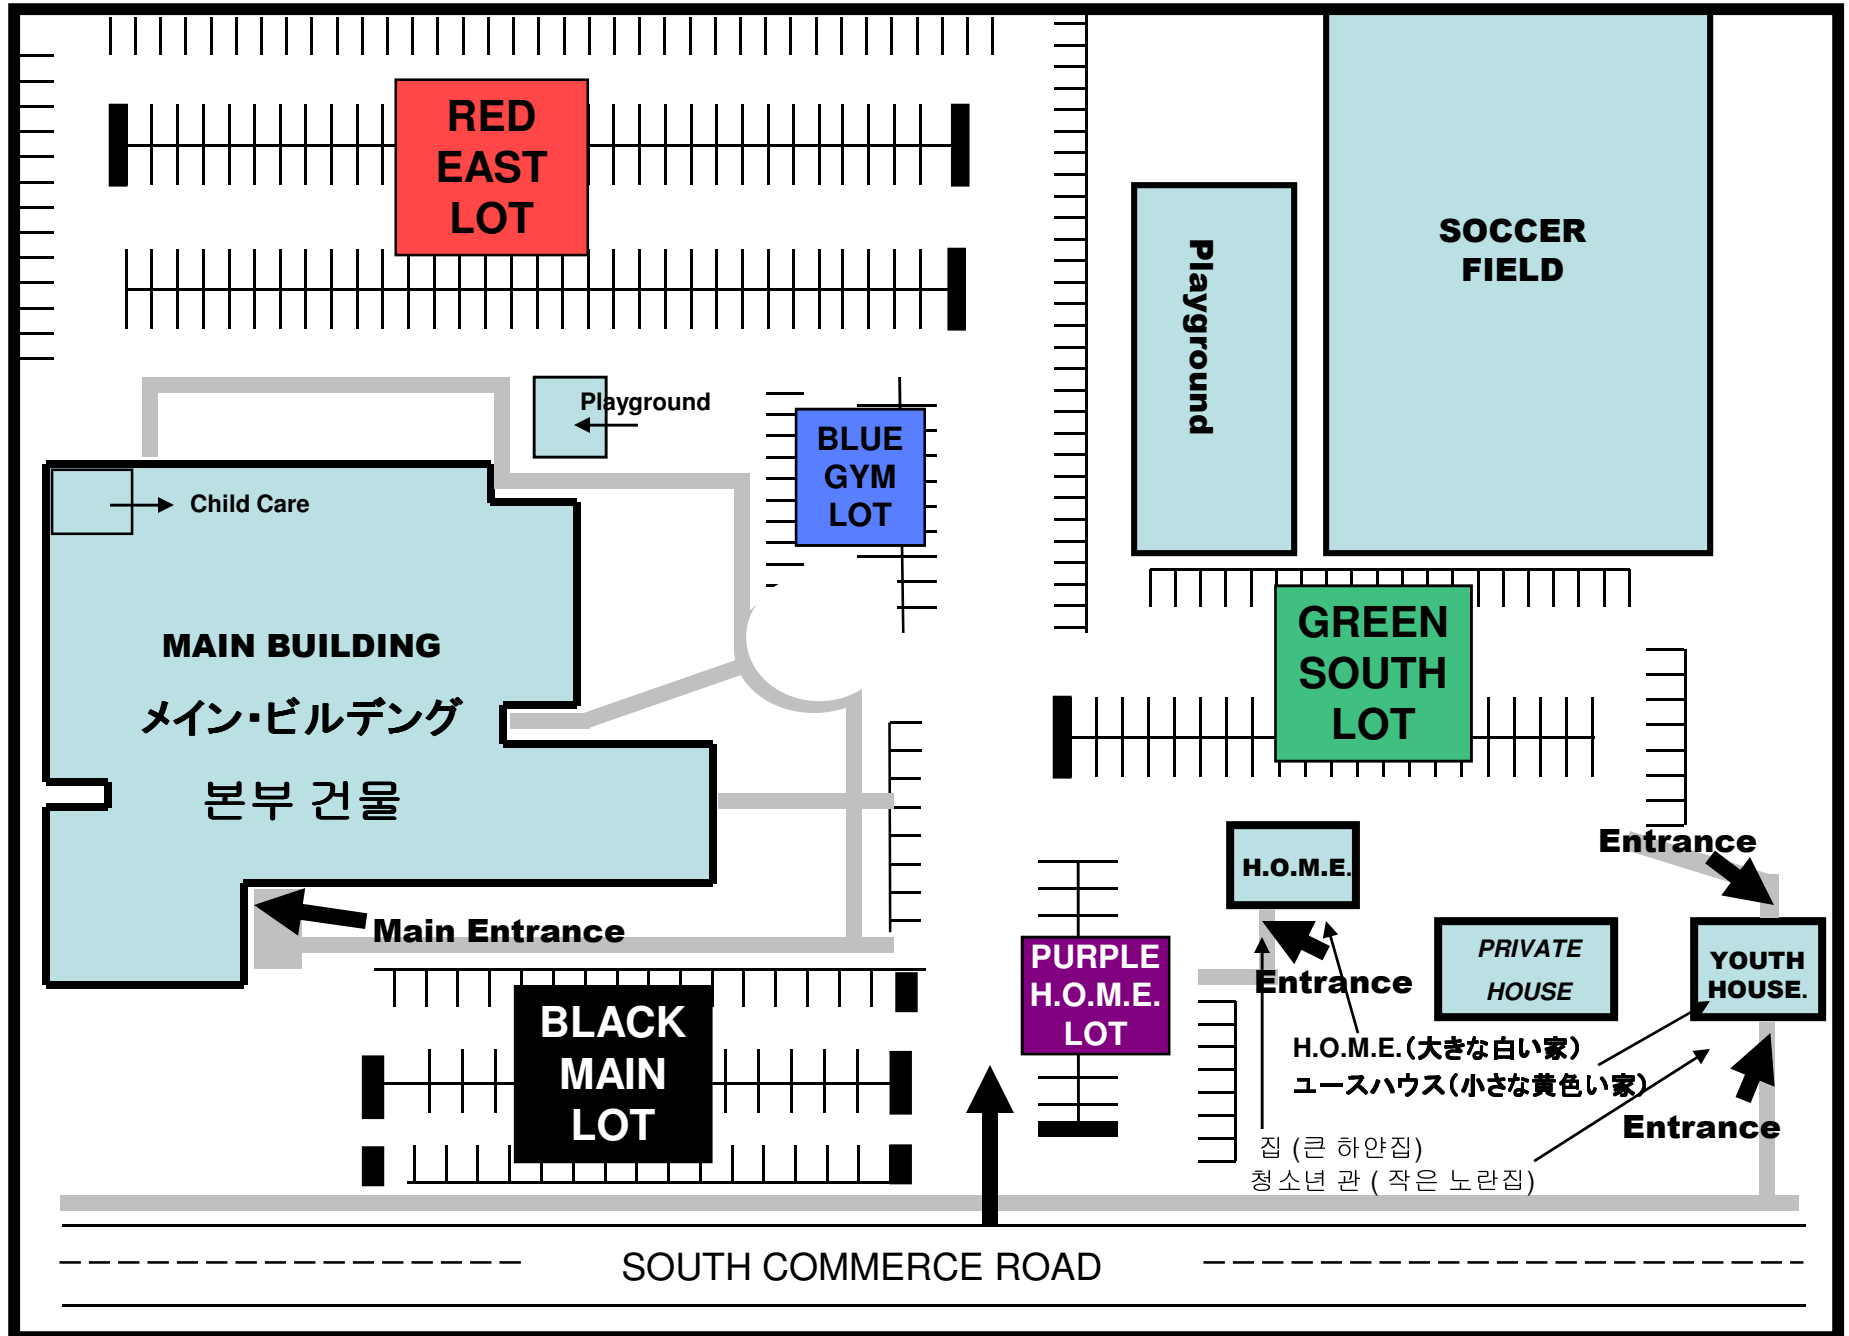 RED
EAST
LOT
SOCCER
FIELD
Playground
Playground
BLUE
GYM
LOT
Child Care
MAIN BUILDING
メイン・ビルデング
본부 건물
GREEN
SOUTH
LOT
Entrance
H.O.M.E.
Main Entrance
PURPLE
H.O.M.E.
LOT
Entrance
PRIVATE
HOUSE
YOUTH
HOUSE.
BLACK
MAIN
LOT
H.O.M.E.(大きな白い家)
ユースハウス(小さな黄色い家)
Entrance
집 (큰 하얀집)
청소년 관 ( 작은 노란집)
SOUTH COMMERCE ROAD